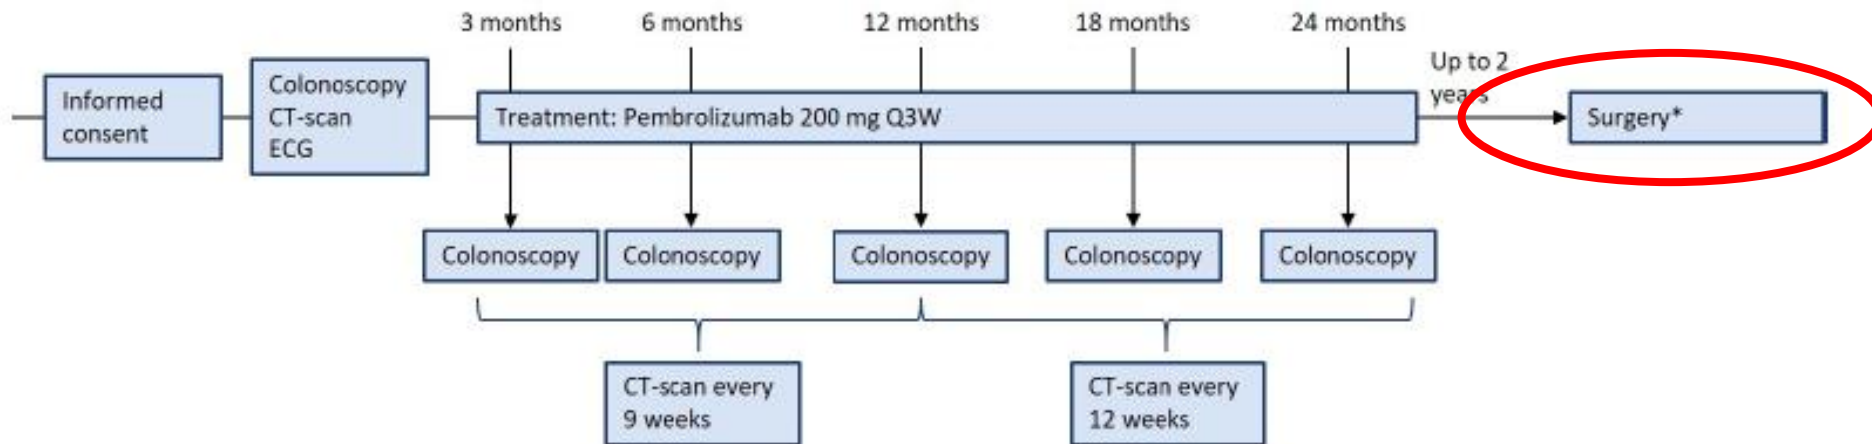 3 months
6 months
12 months
18 months
24 months
Up to 2
years
Informed
consent
Colonoscopy
CT-scan
ECG
Treatment: Pembrolizumab 200 mg Q3W
Surgery*
Colonoscopy
Colonoscopy
Colonoscopy
Colonoscopy
Colonoscopy
CT-scan every
9 weeks
CT-scan every
12 weeks